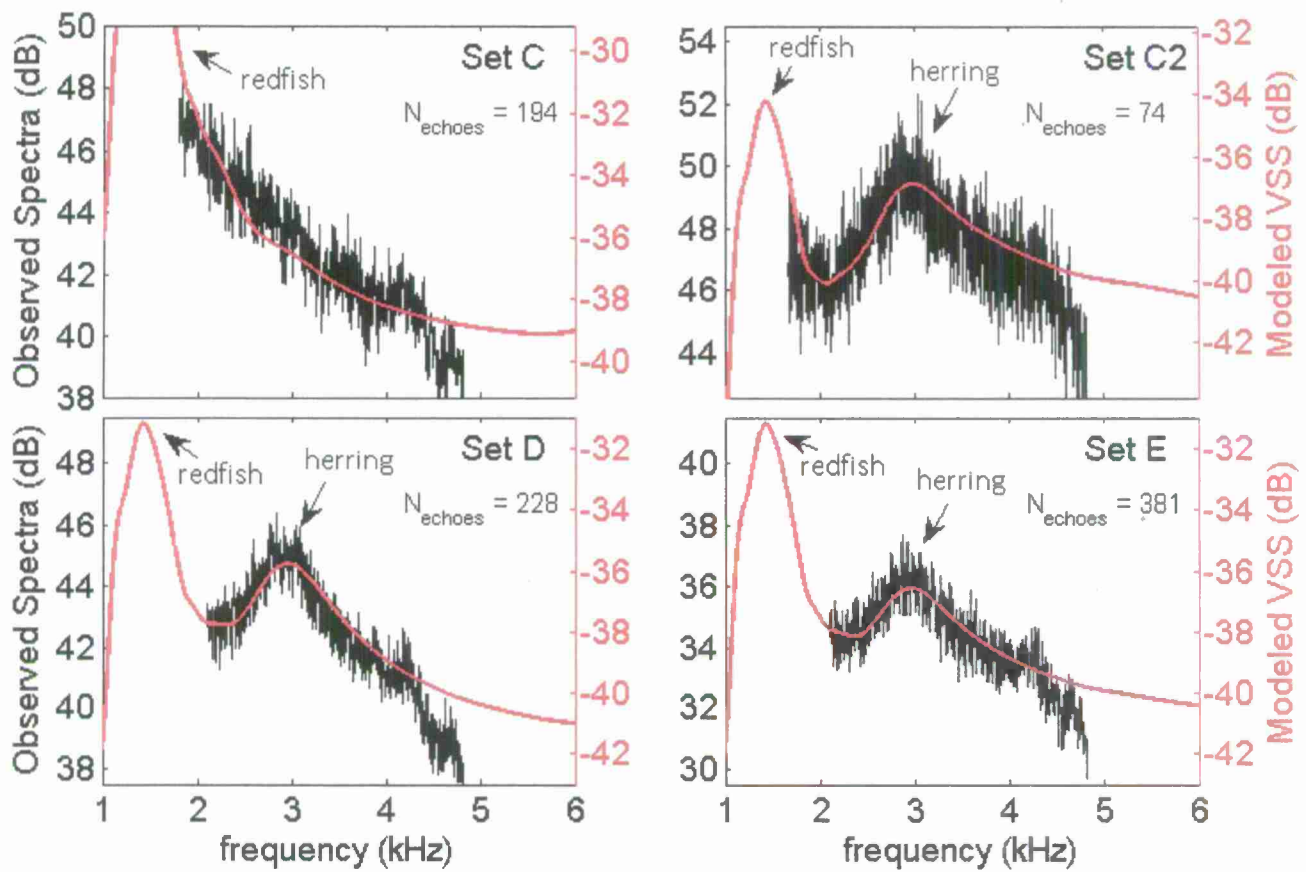 Observed Spectra (dB)
50
48
46
44
42
40
38
Set C
redfish
N_echoes = 194
-30
-32
-34
-36
-38
-40
54
52
50
48
46
44
Set C2
redfish
herring
N_echoes = 74
-32
-34
-36
-38
-40
-42
Modeled VSS (dB)
Observed Spectra (dB)
48
46
44
42
40
38
Set D
redfish
herring
N_echoes = 228
-32
-34
-36
-38
-40
-42
1 2 3 4 5 6
frequency (kHz)
40
38
36
34
32
30
Set E
redfish
herring
N_echoes = 381
-32
-34
-36
-38
-40
-42
Modeled VSS (dB)
1 2 3 4 5 6
frequency (kHz)